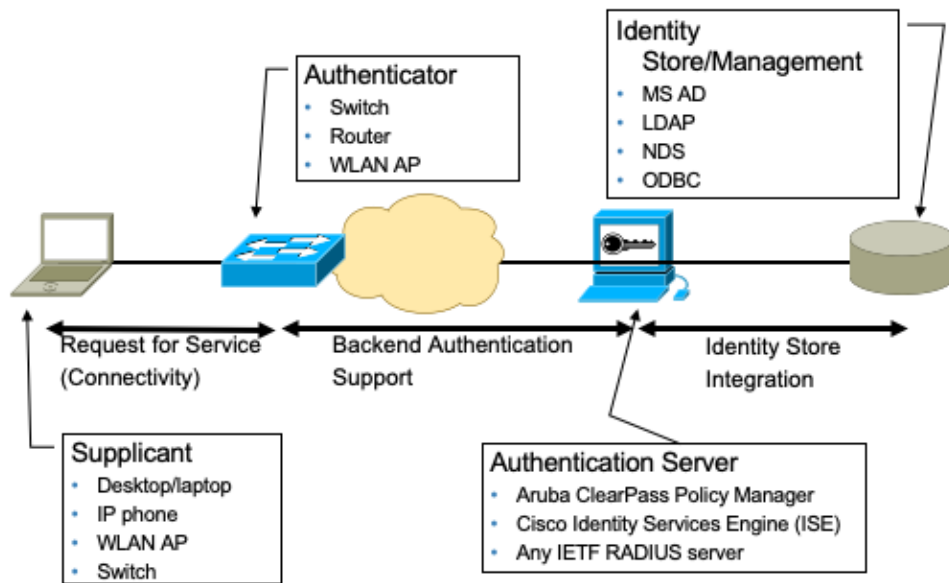 Authenticator
• Switch
• Router
• WLAN AP
Identity
Store/Management
• MS AD
• LDAP
• NDS
• ODBC
Request for Service
(Connectivity)
Backend Authentication
Support
Identity Store
Integration
Supplicant
• Desktop/laptop
• IP phone
• WLAN AP
• Switch
Authentication Server
• Aruba ClearPass Policy Manager
• Cisco Identity Services Engine (ISE)
• Any IETF RADIUS server